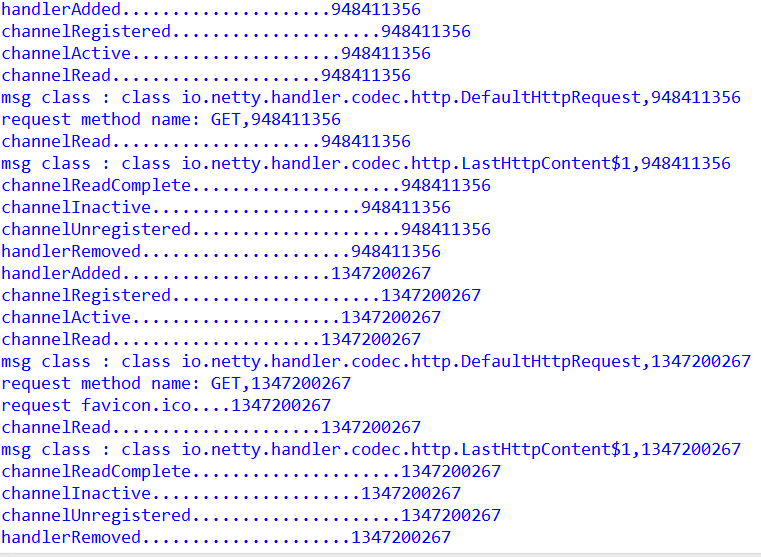 handlerAdded.....................948411356
channelRegistered.....................948411356
channelActive.....................948411356
channelRead.....................948411356
msg class : class io.netty.handler.codec.http.DefaultHttpRequest,948411356
request method name: GET,948411356
channelRead.....................948411356
msg class : class io.netty.handler.codec.http.LastHttpContent$1,948411356
channelReadComplete.....................948411356
channelInactive.....................948411356
channelUnregistered.....................948411356
handlerRemoved.....................948411356
handlerAdded.....................1347200267
channelRegistered.....................1347200267
channelActive.....................1347200267
channelRead.....................1347200267
msg class : class io.netty.handler.codec.http.DefaultHttpRequest,1347200267
request method name: GET,1347200267
request favicon.ico....1347200267
channelRead.....................1347200267
msg class : class io.netty.handler.codec.http.LastHttpContent$1,1347200267
channelReadComplete.....................1347200267
channelInactive.....................1347200267
channelUnregistered.....................1347200267
handlerRemoved.....................1347200267